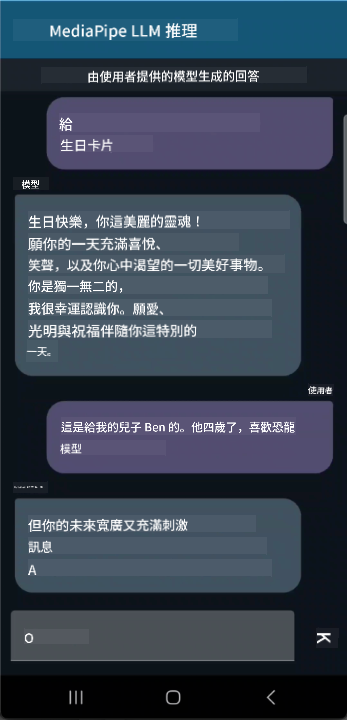 MediaPipe LLM 推理
由使用者提供的模型生成的回答
給
生日卡片
模型
生日快樂，你這美麗的靈魂！
願你的一天充滿喜悅、
笑聲，以及你心中渴望的一切美好事物。
你是獨一無二的，
我很幸運認識你。願愛、
光明與祝福伴隨你這特別的
一天。
使用者
這是給我的兒子 Ben 的。他四歲了，喜歡恐龍
模型
但你的未來寬廣又充滿刺激
訊息
A
O
K